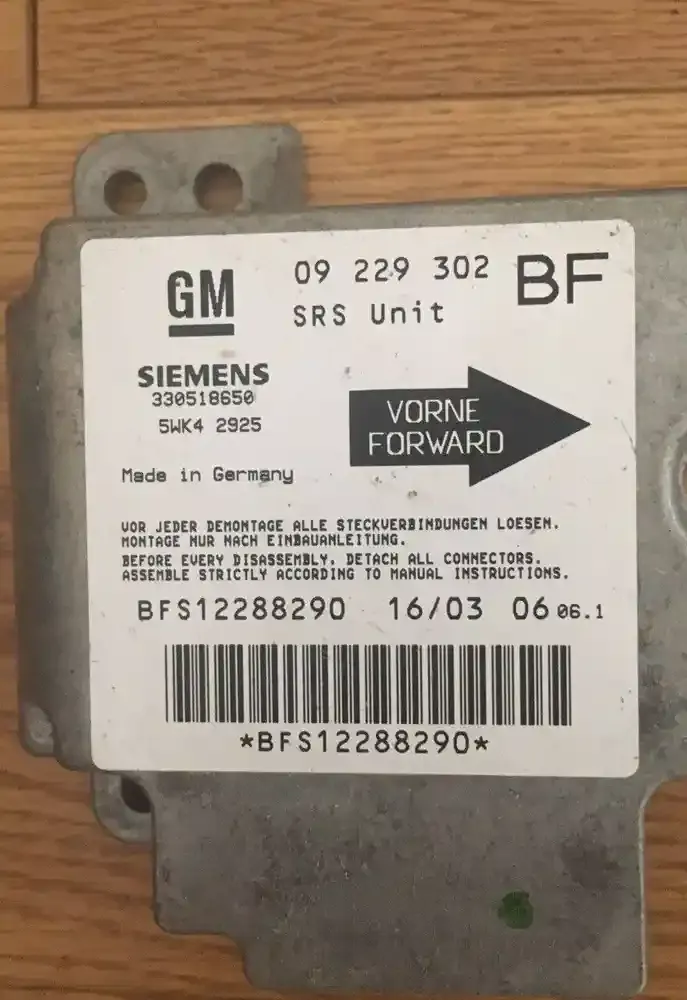 GM
09 229 302 BF
SRS Unit
SIEMENS
330518650
5WK4 2925
VORNE
FORWARD
Made in Germany
VOR JEDER DEMONTAGE ALLE STECKVERBINDUNGEN LOESEN.
MONTAGE NUR NACH EINBAUANLEITUNG.
BEFORE EVERY DISASSEMBLY, DETACH ALL CONNECTORS.
ASSEMBLE STRICTLY ACCORDING TO MANUAL INSTRUCTIONS.
BFS12288290 16/03 06 06.1
*BFS12288290*